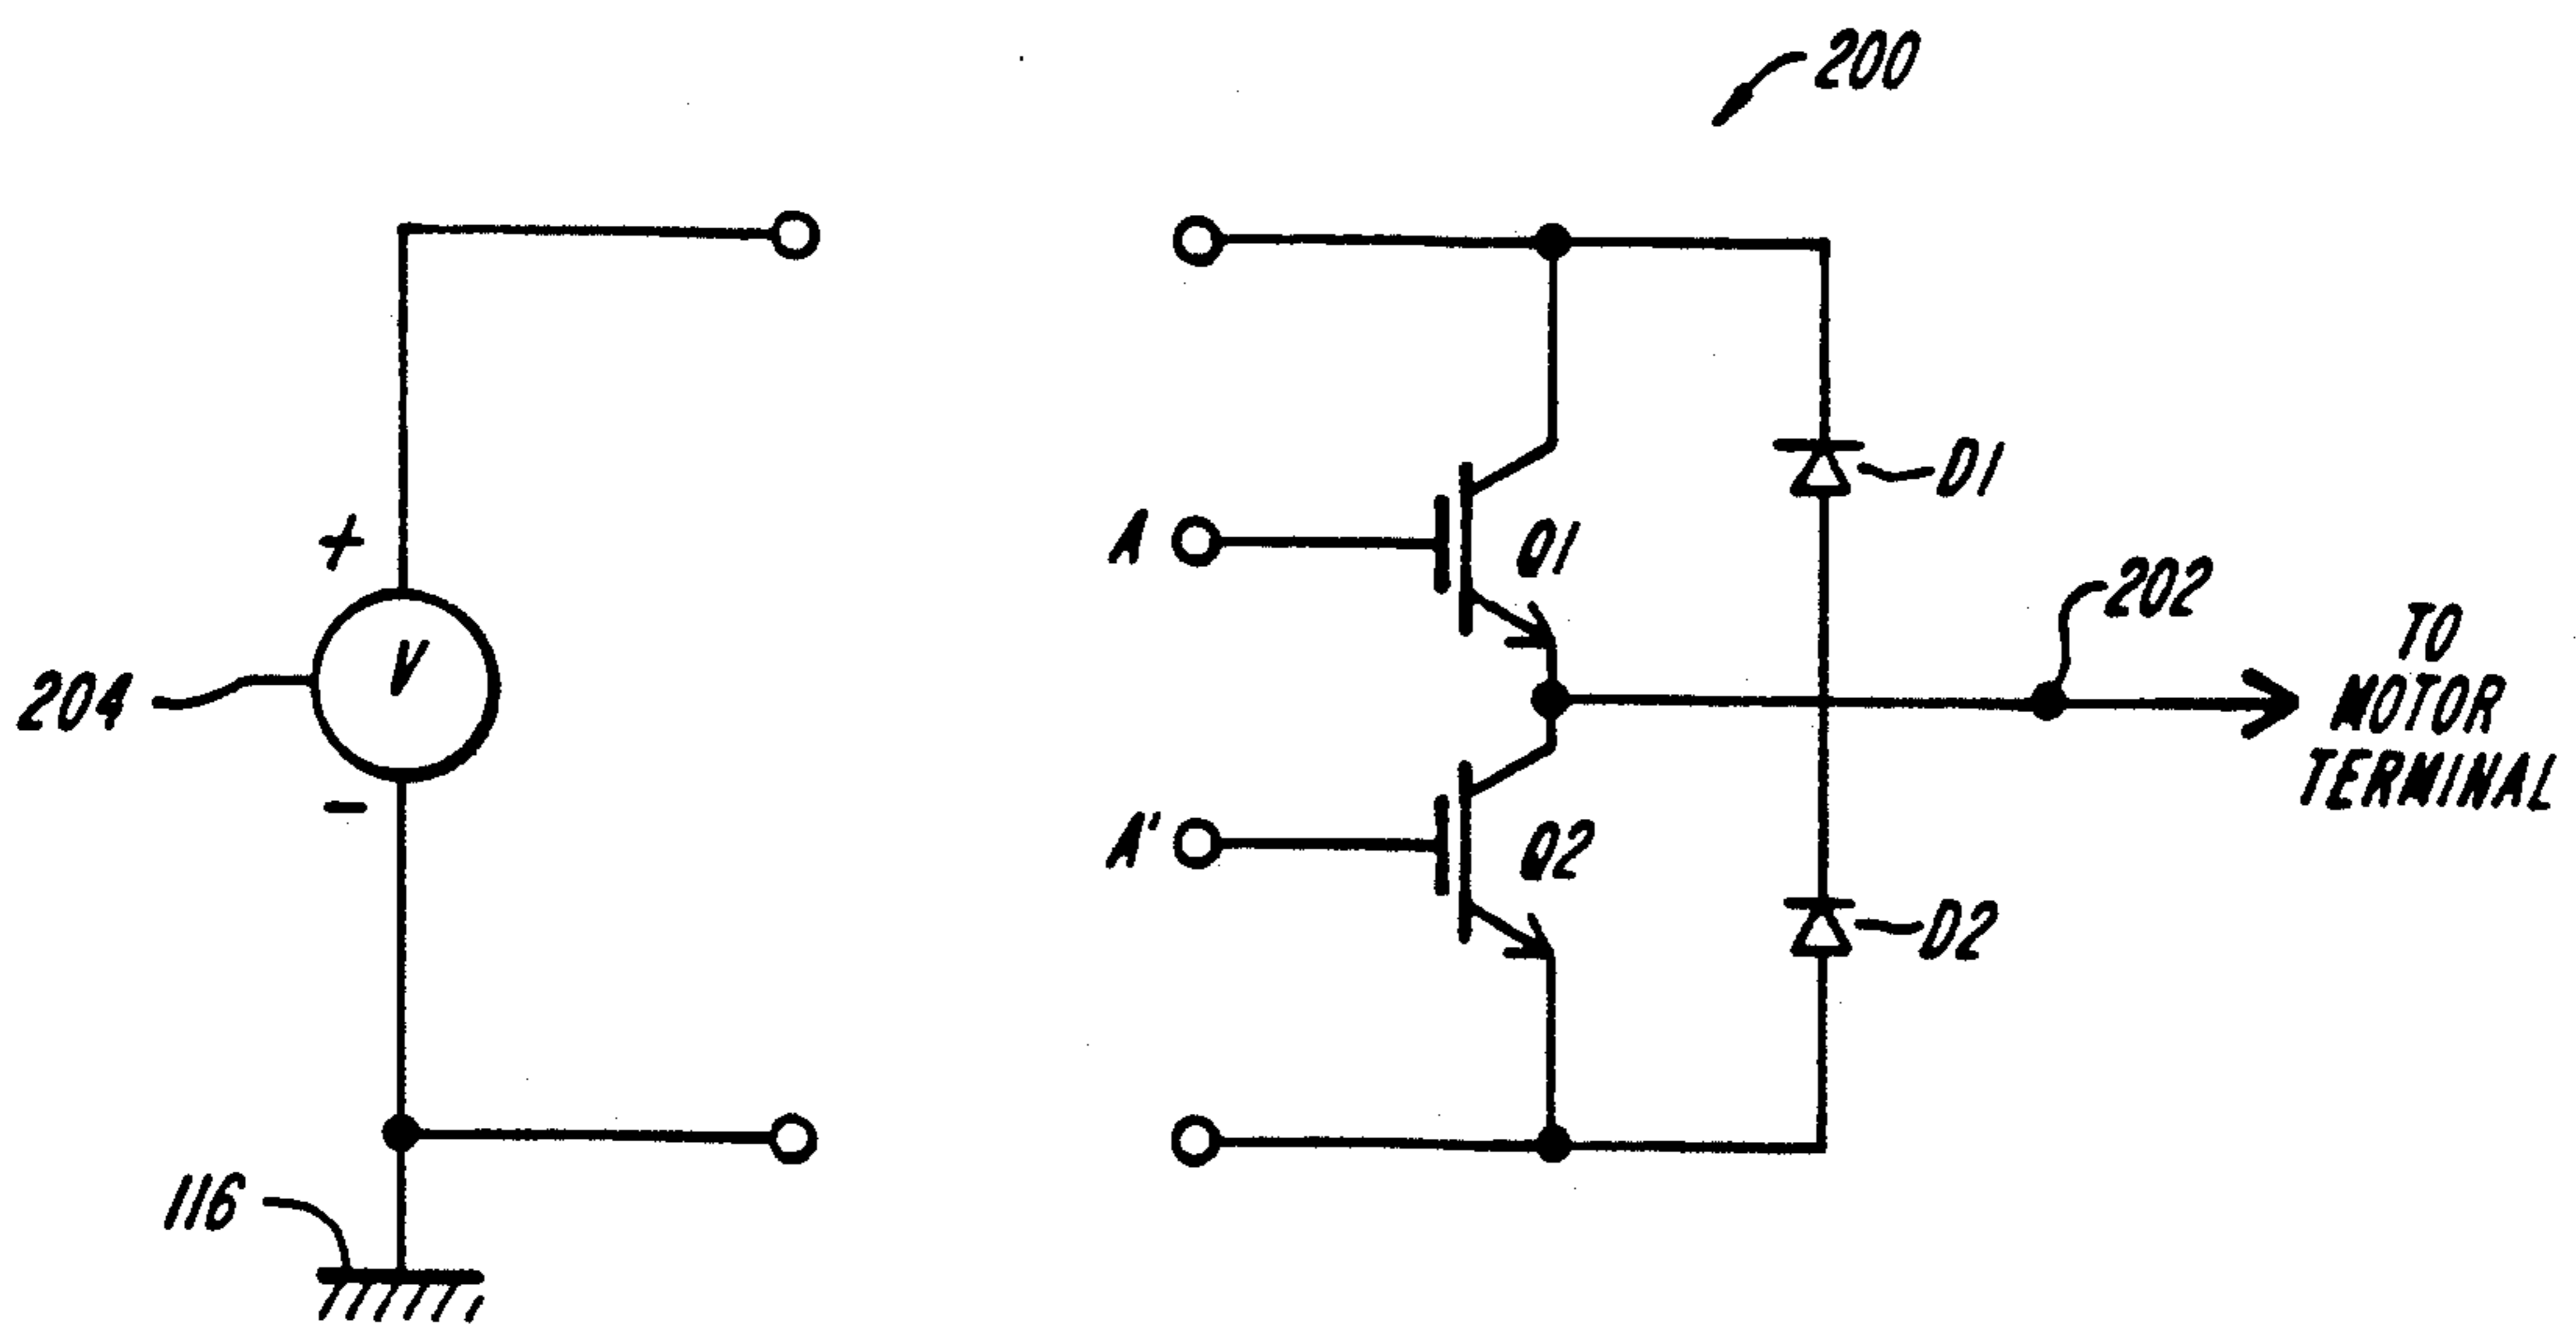 200
+
A
Q1
D1
202
TO
MOTOR
TERMINAL
204
V
-
A'
Q2
D2
116